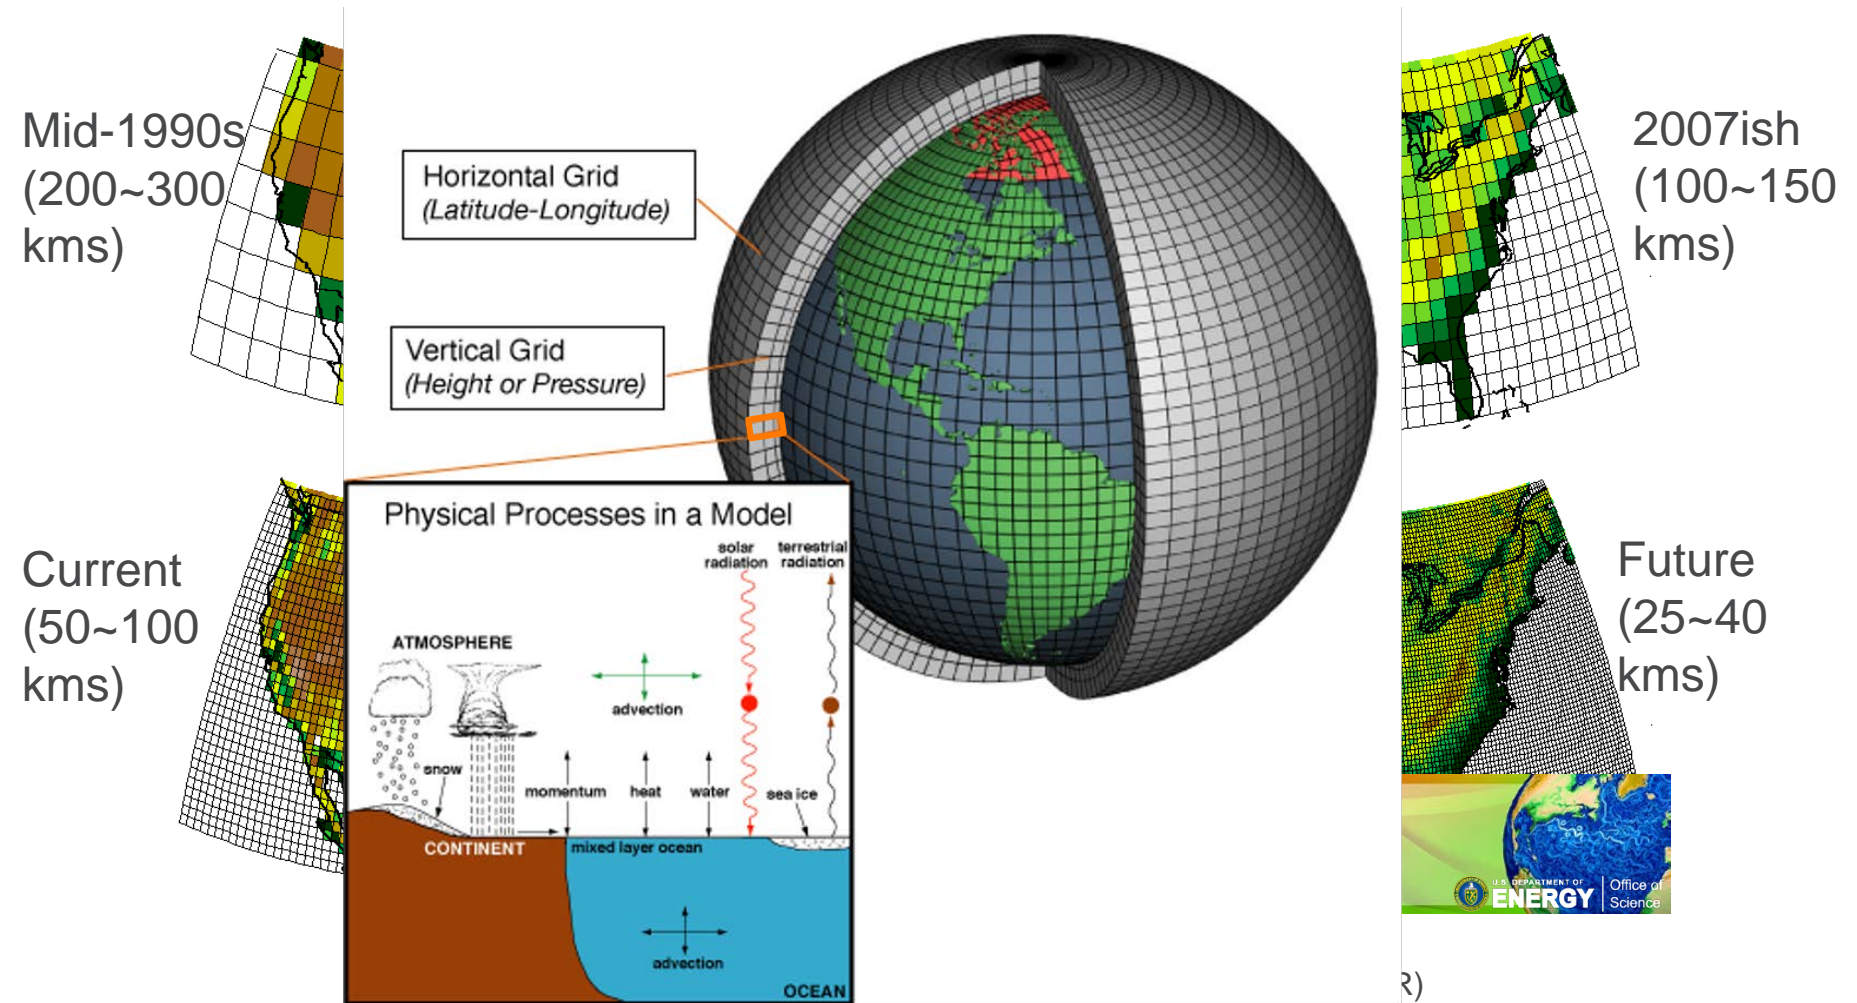 Mid-1990s
(200~300
kms)
Horizontal Grid
(Latitude-Longitude)
Vertical Grid
(Height or Pressure)
2007ish
(100~150
kms)
Current
(50~100
kms)
Physical Processes in a Model
solar
radiation
terrestrial
radiation
ATMOSPHERE
advection
snow
momentum
heat
water
sea ice
CONTINENT
mixed layer ocean
advection
OCEAN
Future
(25~40
kms)
U.S. DEPARTMENT OF
ENERGY
Office of
Science
R)